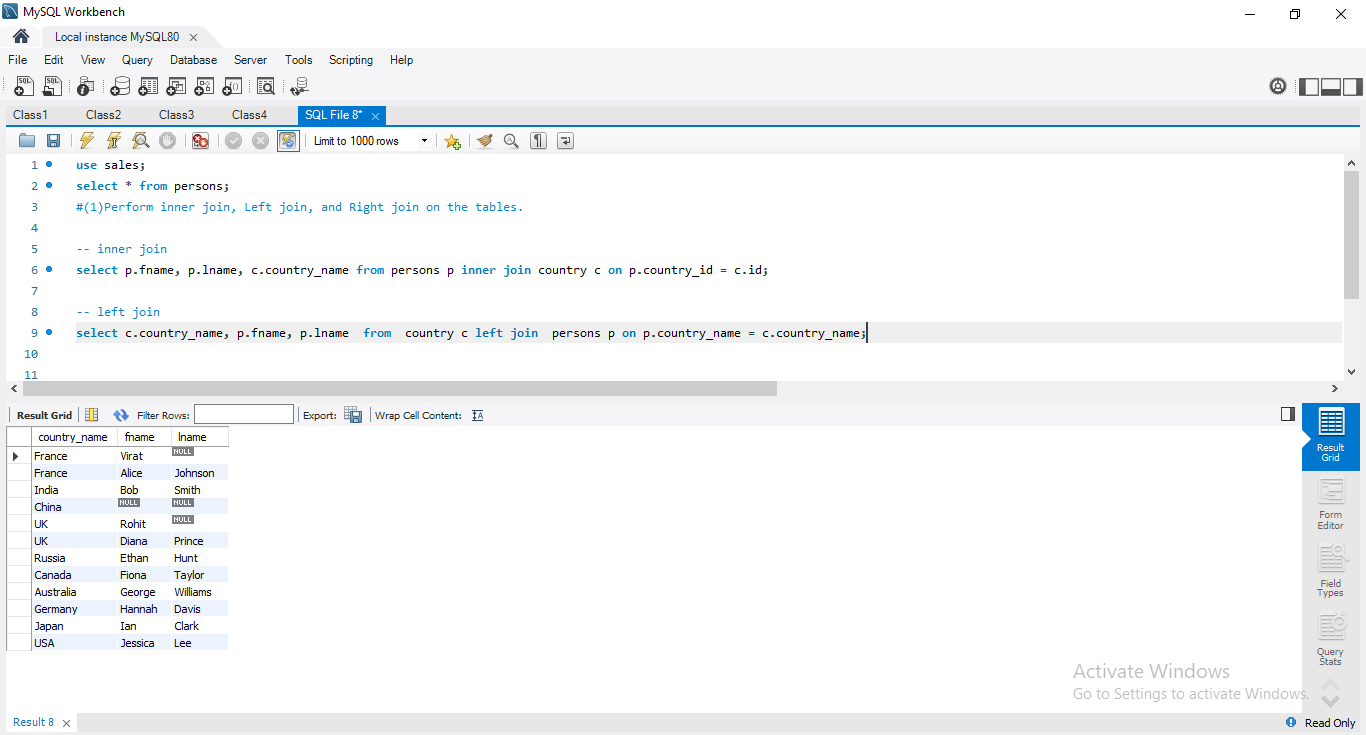 MySQL Workbench
Local instance MySQL80
File Edit View Query Database Server Tools Scripting Help
Class1 Class2 Class3 Class4 SQL File 8*
Limit to 1000 rows
1 use sales;
2 select * from persons;
3 #(1)Perform inner join, Left join, and Right join on the tables.
4
5 -- inner join
6 select p.fname, p.lname, c.country_name from persons p inner join country c on p.country_id = c.id;
7
8 -- left join
9 select c.country_name, p.fname, p.lname from country c left join persons p on p.country_name = c.country_name;
10
11
Result Grid Filter Rows: Export: Wrap Cell Content:
country_name fname lname
France Virat NULL
France Alice Johnson
India Bob Smith
China NULL NULL
UK Rohit NULL
UK Diana Prince
Russia Ethan Hunt
Canada Fiona Taylor
Australia George Williams
Germany Hannah Davis
Japan Ian Clark
USA Jessica Lee
Result
Grid
Form
Editor
Field
Types
Query
Stats
Activate Windows
Go to Settings to activate Windows.
Result 8
Read Only